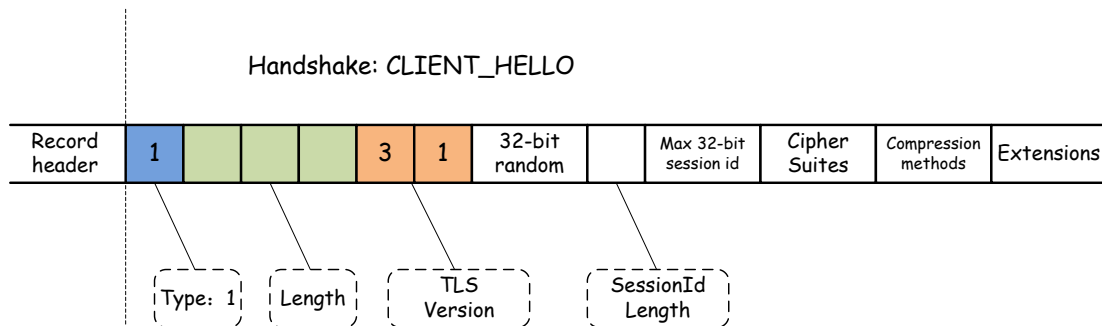 Handshake: CLIENT_HELLO
Record
header
1
3
1
32-bit
random
Max 32-bit
session id
Cipher
Suites
Compression
methods
Extensions
Type：1
Length
TLS
Version
SessionId
Length